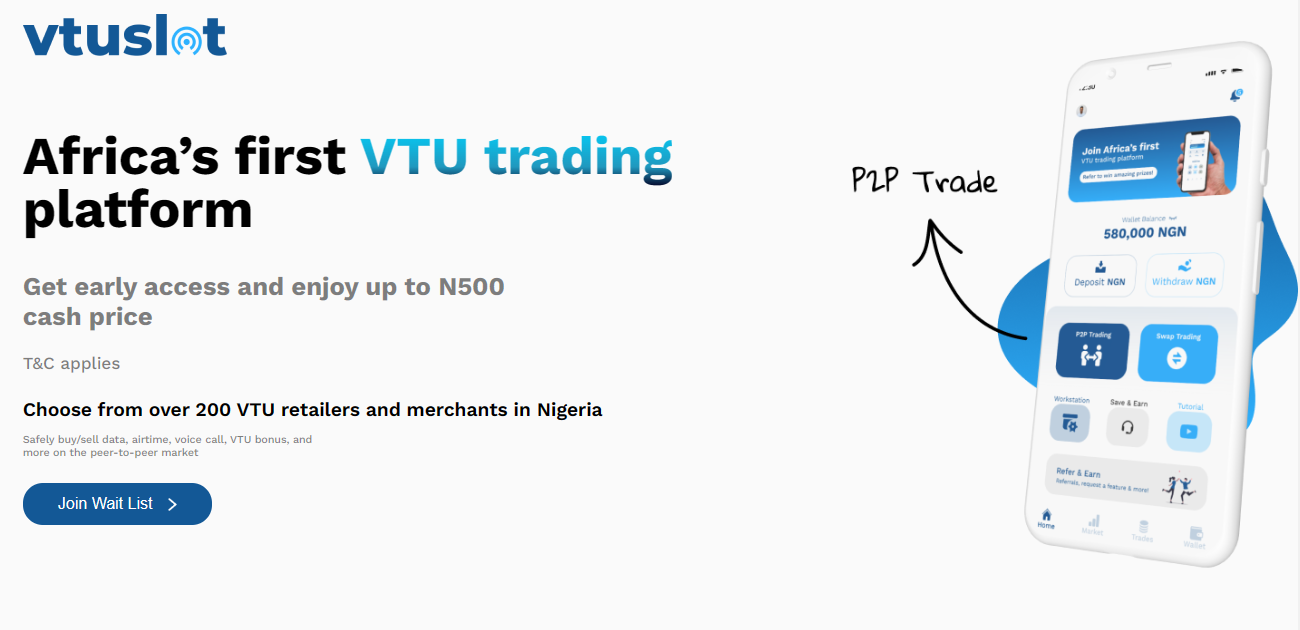 vtuslot
Africa's first VTU trading
platform
Get early access and enjoy up to N500
cash price
T&C applies
Choose from over 200 VTU retailers and merchants in Nigeria
Safely buy/sell data, airtime, voice call, VTU bonus, and
more on the peer-to-peer market
Join Wait List
P2P Trade
Join Africa's first
VTU trading platform
Refer to win amazing prizes!
Wallet Balance
580,000 NGN
Deposit NGN
Withdraw NGN
P2P Trading
Swap Trading
Workstation
Save & Earn
Tutorial
Refer & Earn
Referrals, request a feature & more!
Home
Market
Trades
Wallet